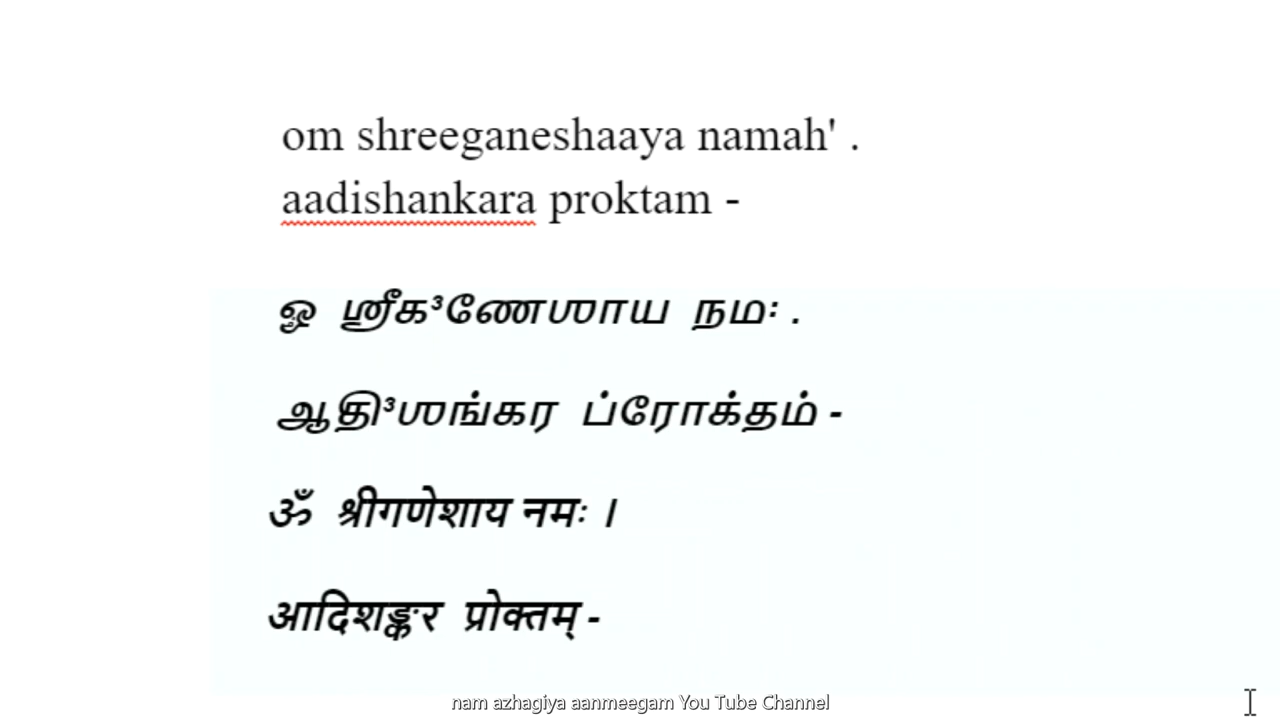 om shreeganeshaaya namah' .
aadishankara proktam -
ௐ ஶ்ரீக³ணேஶாய நம꞉ .
ஆதி³ஶங்கர ப்ரோக்தம் -
ॐ श्रीगणेशाय नमः ।
आदिशङ्कर प्रोक्तम् -
nam azhagiya aanmeegam You Tube Channel